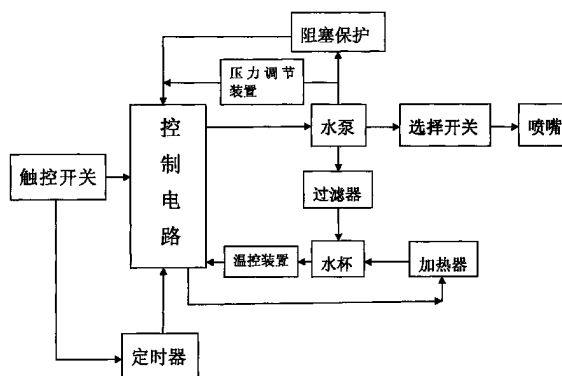 阻塞保护
压力调节
装置
控
制
电
路
水泵
选择开关
喷嘴
触控开关
过滤器
温控装置
水杯
加热器
定时器